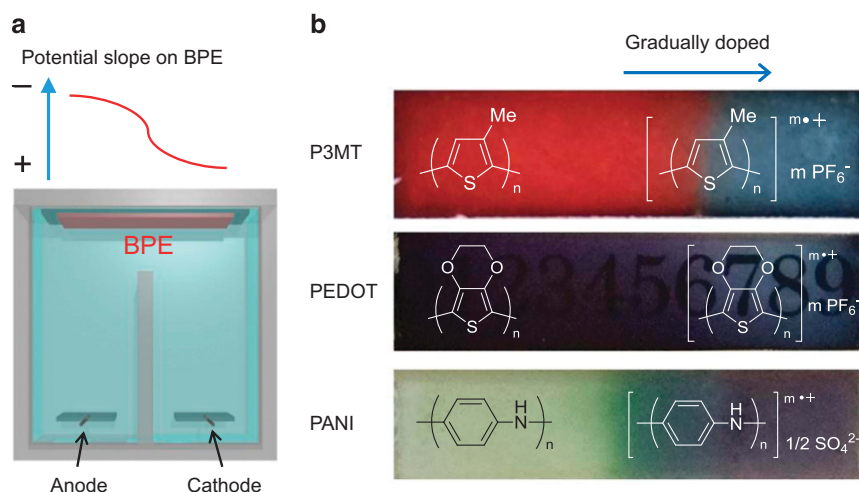 a
Potential slope on BPE
−
+
BPE
Anode
Cathode
b
Gradually doped
P3MT
Me
S
n
Me
S
n
m•+
m PF6-
PEDOT
23456789
O
O
S
n
O
O
S
n
m•+
m PF6-
PANI
H
N
n
H
N
n
m•+
1/2 SO42-